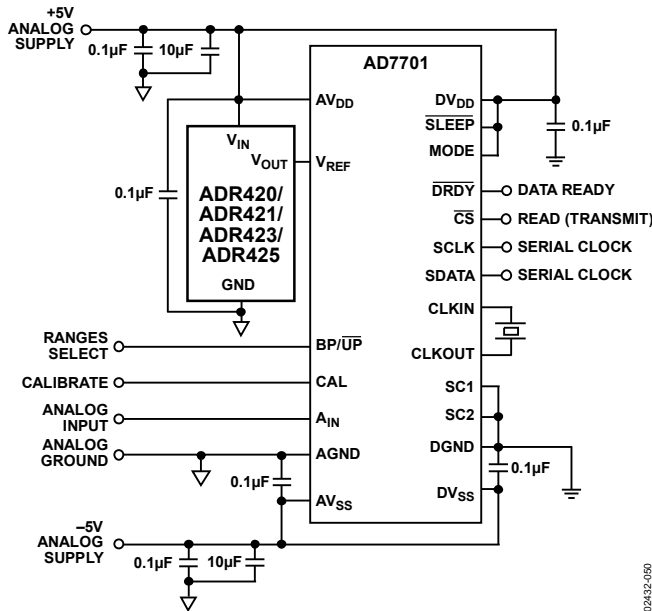 +5V
ANALOG
SUPPLY
0.1µF
10µF
AD7701
AVDD
DVDD
SLEEP
MODE
0.1µF
VIN
VOUT
VREF
0.1µF
ADR420/
ADR421/
ADR423/
ADR425
GND
DRDY
DATA READY
CS
READ (TRANSMIT)
SCLK
SERIAL CLOCK
SDATA
SERIAL CLOCK
CLKIN
CLKOUT
RANGES
SELECT
BP/UP
CALIBRATE
CAL
SC1
ANALOG
INPUT
AIN
SC2
ANALOG
GROUND
AGND
DGND
0.1µF
0.1µF
AVSS
DVSS
–5V
ANALOG
SUPPLY
0.1µF
10µF
02432-050